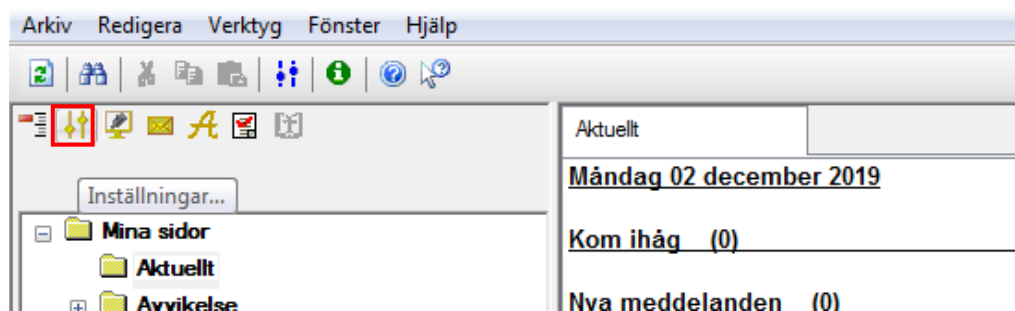 Arkiv Redigera Verktyg Fönster Hjälp
Aktuellt
Måndag 02 december 2019
Inställningar...
Mina sidor
Kom ihåg (0)
Aktuellt
Avvikelse
Nya meddelanden (0)